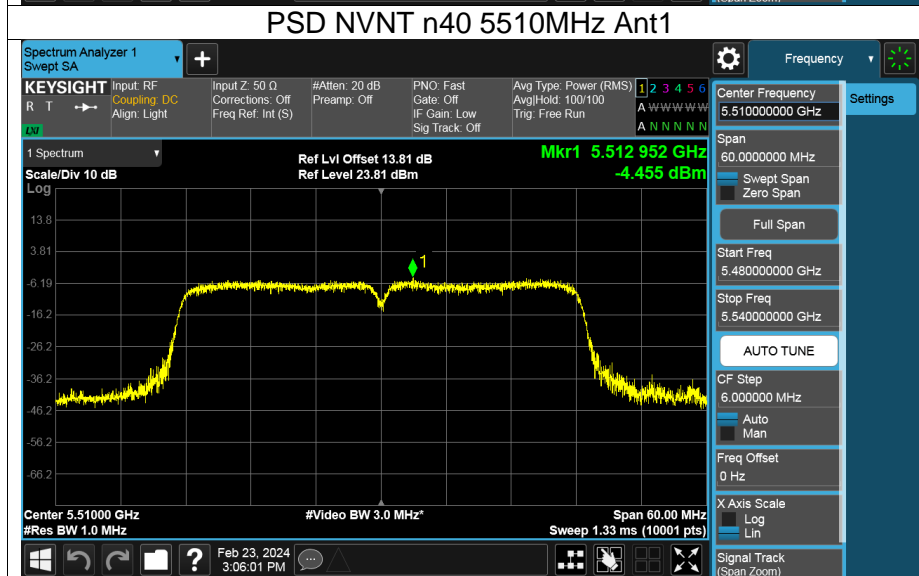 (Span Zoom)
PSD NVNT n40 5510MHz Ant1
Spectrum Analyzer 1
Swept SA
+
Frequency
KEYSIGHT
R T
LXI
Input: RF
Coupling: DC
Align: Light
Input Z: 50 Ω
Corrections: Off
Freq Ref: Int (S)
#Atten: 20 dB
Preamp: Off
PNO: Fast
Gate: Off
IF Gain: Low
Sig Track: Off
Avg Type: Power (RMS)
Avg|Hold: 100/100
Trig: Free Run
1 2 3 4 5 6
A W W W W W
A N N N N N
1 Spectrum
Scale/Div 10 dB
Log
Ref Lvl Offset 13.81 dB
Ref Level 23.81 dBm
Mkr1 5.512 952 GHz
-4.455 dBm
13.8
3.81
-6.19
-16.2
-26.2
-36.2
-46.2
-56.2
-66.2
1
Center 5.51000 GHz
#Res BW 1.0 MHz
#Video BW 3.0 MHz*
Span 60.00 MHz
Sweep 1.33 ms (10001 pts)
Center Frequency
5.510000000 GHz
Settings
Span
60.0000000 MHz
Swept Span
Zero Span
Full Span
Start Freq
5.480000000 GHz
Stop Freq
5.540000000 GHz
AUTO TUNE
CF Step
6.000000 MHz
Auto
Man
Freq Offset
0 Hz
X Axis Scale
Log
Lin
Signal Track
(Span Zoom)
?
Feb 23, 2024
3:06:01 PM